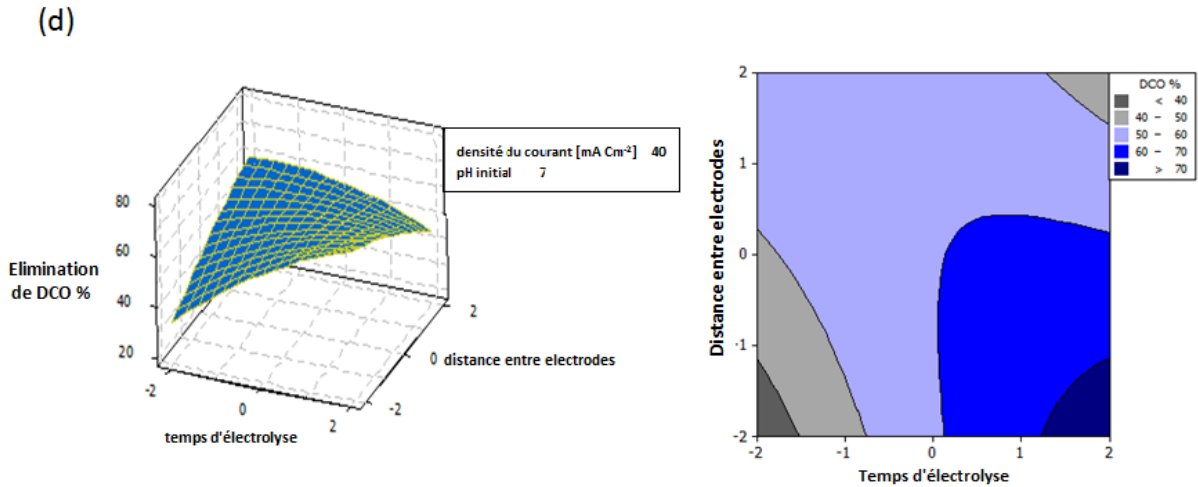 (d)
densité du courant [mA Cm⁻²] 40
pH initial 7
80
60
40
20
Elimination
de DCO %
-2
0
2
temps d'électrolyse
2
0
-2
distance entre electrodes
2
1
0
-1
-2
Distance entre electrodes
-2
-1
0
1
2
Temps d'électrolyse
DCO %
< 40
40 – 50
50 – 60
60 – 70
> 70